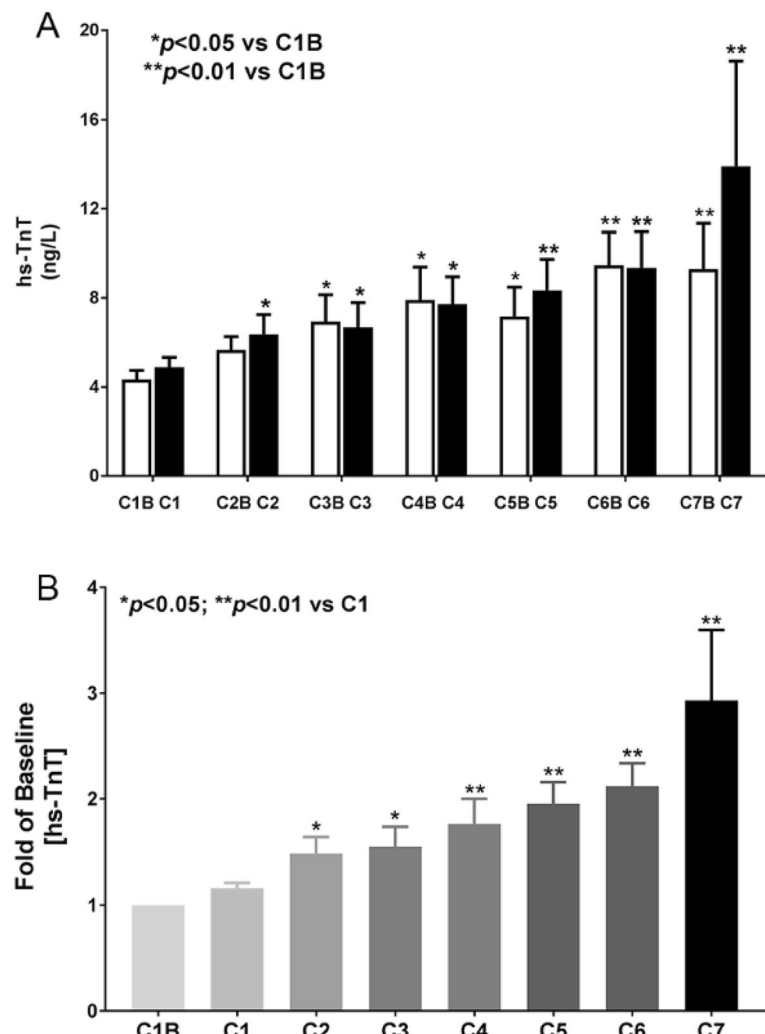 A
*p<0.05 vs C1B
**p<0.01 vs C1B
20
16
12
8
4
0
hs-TnT
(ng/L)
*
*
*
*
*
*
**
**
**
**
**
C1B C1
C2B C2
C3B C3
C4B C4
C5B C5
C6B C6
C7B C7
B
*p<0.05; **p<0.01 vs C1
4
3
2
1
0
Fold of Baseline
[hs-TnT]
*
*
**
**
**
**
C1B
C1
C2
C3
C4
C5
C6
C7